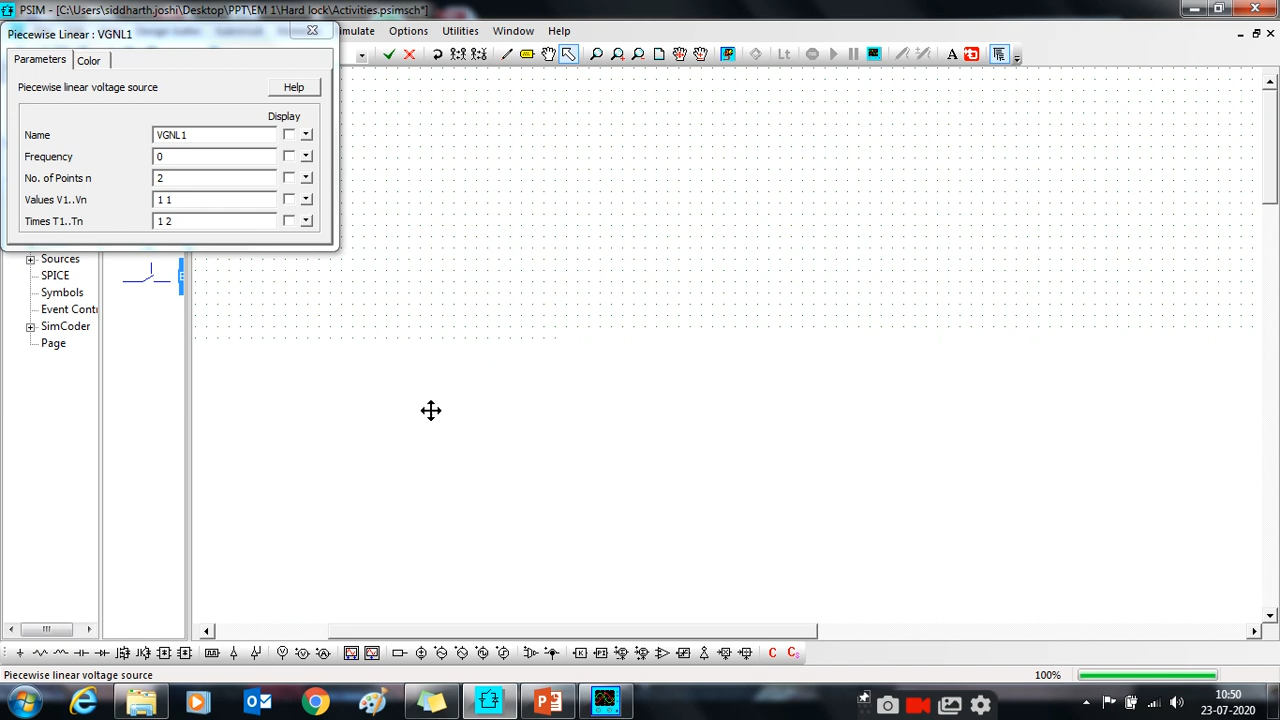 PSIM - [C:\Users\siddharth.joshi\Desktop\PPT\EM 1\Hard lock\Activities.psimsch*]
Piecewise Linear : VGNL1
Options
Utilities
Window
Help
Parameters
Color
Piecewise linear voltage source
Help
Display
Name
VGNL1
Frequency
0
No. of Points n
2
Values V1..Vn
1 1
Times T1..Tn
1 2
Sources
SPICE
Symbols
Event Contr
SimCoder
Page
Piecewise linear voltage source
100%
10:50
23-07-2020